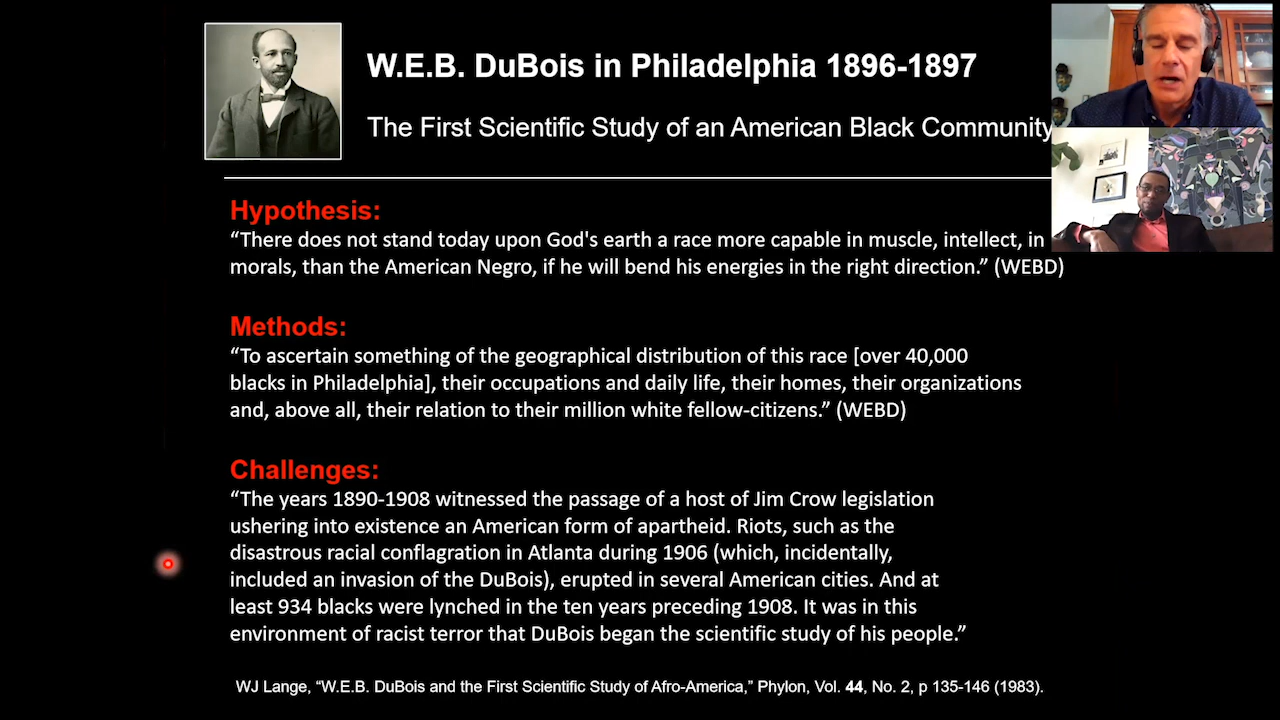 W.E.B. DuBois in Philadelphia 1896-1897
The First Scientific Study of an American Black Community
Hypothesis:
“There does not stand today upon God's earth a race more capable in muscle, intellect, in
morals, than the American Negro, if he will bend his energies in the right direction.” (WEBD)
Methods:
“To ascertain something of the geographical distribution of this race [over 40,000
blacks in Philadelphia], their occupations and daily life, their homes, their organizations
and, above all, their relation to their million white fellow-citizens.” (WEBD)
Challenges:
“The years 1890-1908 witnessed the passage of a host of Jim Crow legislation
ushering into existence an American form of apartheid. Riots, such as the
disastrous racial conflagration in Atlanta during 1906 (which, incidentally,
included an invasion of the DuBois), erupted in several American cities. And at
least 934 blacks were lynched in the ten years preceding 1908. It was in this
environment of racist terror that DuBois began the scientific study of his people.”
WJ Lange, “W.E.B. DuBois and the First Scientific Study of Afro-America,” Phylon, Vol. 44, No. 2, p 135-146 (1983).